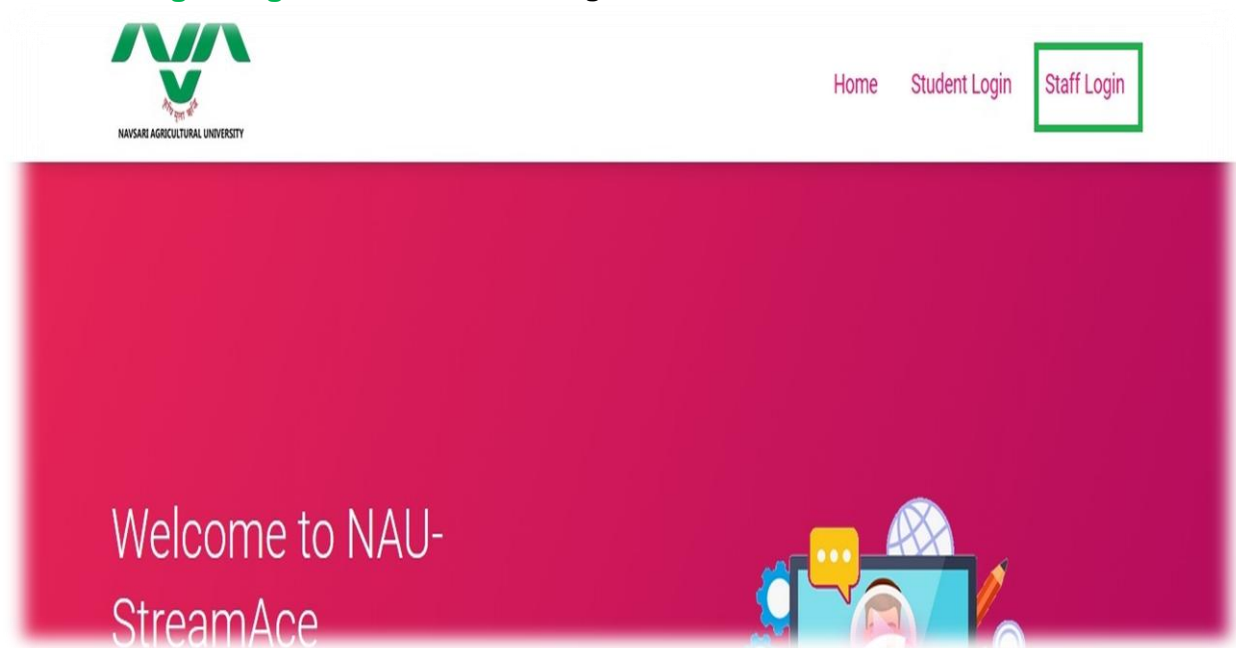 NAVSARI AGRICULTURAL UNIVERSITY
Home Student Login Staff Login
Welcome to NAU-
StreamAce